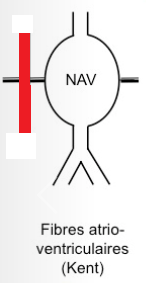 NAV
Fibres atrio-
ventriculaires
(Kent)